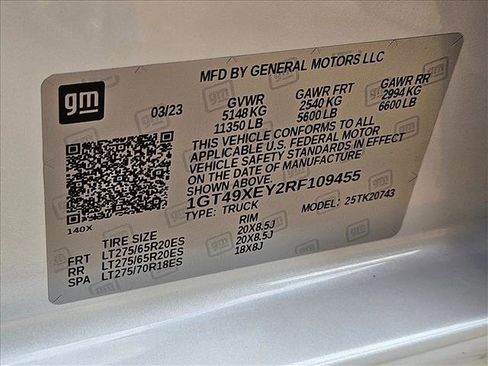 MFD BY GENERAL MOTORS LLC
gm
03/23 GVWR GAWR FRT GAWR RR
5148 KG 2540 KG 2994 KG
11350 LB 5600 LB 6600 LB
THIS VEHICLE CONFORMS TO ALL
APPLICABLE U.S. FEDERAL MOTOR
VEHICLE SAFETY STANDARDS IN EFFECT
ON THE DATE OF MANUFACTURE
1GT49XEY2RF109455
140X TYPE: TRUCK MODEL: 25TK20743
TIRE SIZE RIM
FRT LT275/65R20ES 20X8.5J
RR LT275/65R20ES 20X8.5J
SPA LT275/70R18ES 18X8J